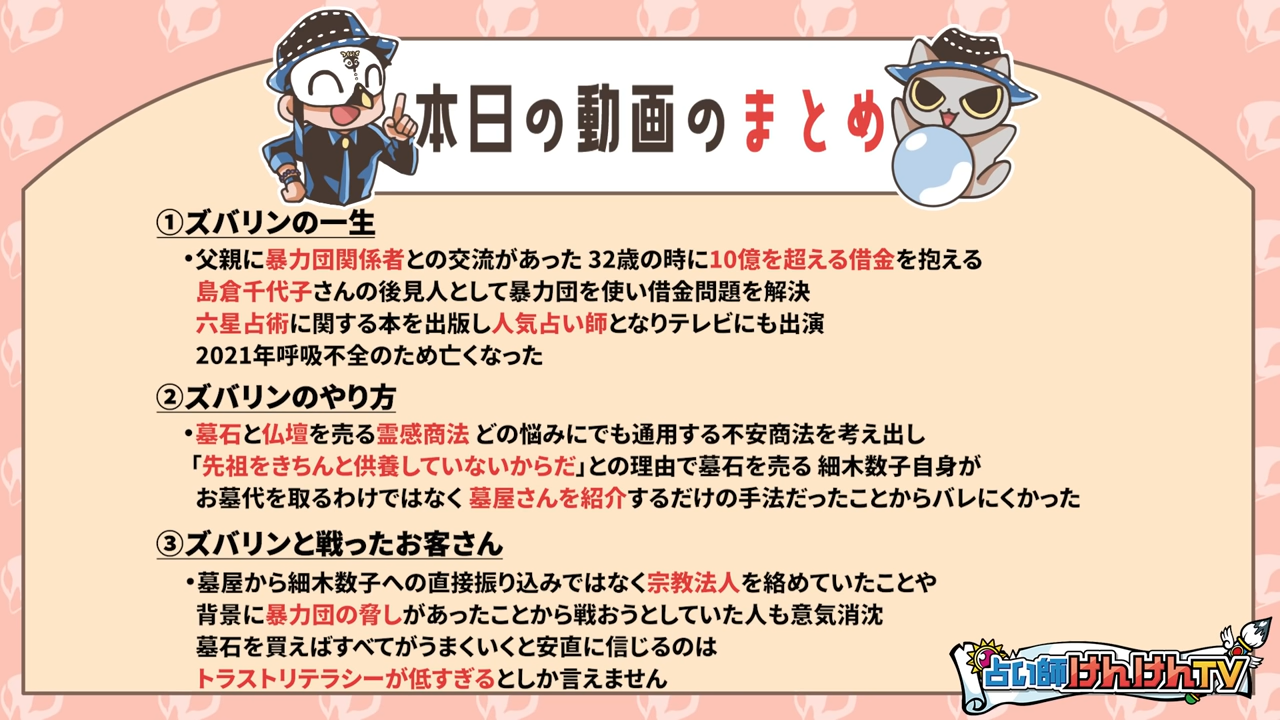 本日の動画のまとめ
①ズバリンの一生
・父親に暴力団関係者との交流があった 32歳の時に10億を超える借金を抱える
島倉千代子さんの後見人として暴力団を使い借金問題を解決
六星占術に関する本を出版し人気占い師となりテレビにも出演
2021年呼吸不全のため亡くなった
②ズバリンのやり方
・墓石と仏壇を売る霊感商法 どの悩みにでも通用する不安商法を考え出し
「先祖をきちんと供養していないからだ」との理由で墓石を売る 細木数子自身が
お墓代を取るわけではなく 墓屋さんを紹介するだけの手法だったことからバレにくかった
③ズバリンと戦ったお客さん
・墓屋から細木数子への直接振り込みではなく宗教法人を絡めていたことや
背景に暴力団の脅しがあったことから戦おうとしていた人も意気消沈
墓石を買えばすべてがうまくいくと安直に信じるのは
トラストリテラシーが低すぎるとしか言えません
占い師けんけんTV